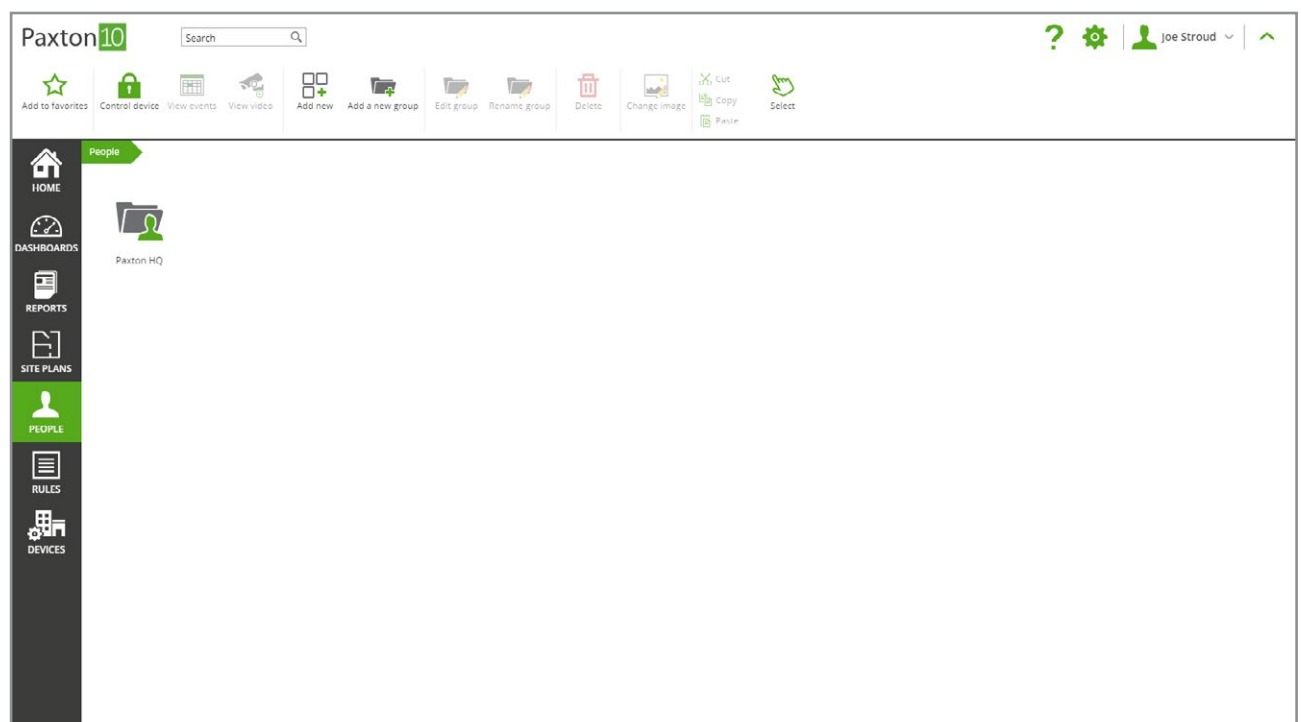 Paxton10
Search
Joe Stroud
Add to favorites
Control device
View events
View video
Add new
Add a new group
Edit group
Rename group
Delete
Change image
Cut
Copy
Paste
Select
HOME
DASHBOARDS
REPORTS
SITE PLANS
PEOPLE
RULES
DEVICES
People
Paxton HQ